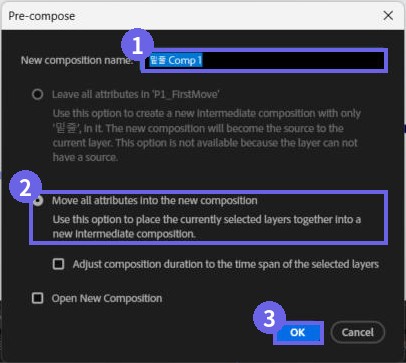 Pre-compose
1
New composition name: 밑줄 Comp 1
Leave all attributes in 'P1_FirstMove'
Use this option to create a new intermediate composition with only
'밑줄', in it. The new composition will become the source to the
current layer. This option is not available because the layer can not
have a source.
2
Move all attributes into the new composition
Use this option to place the currently selected layers together into a
new intermediate composition.
Adjust composition duration to the time span of the selected layers
Open New Composition
3
OK Cancel